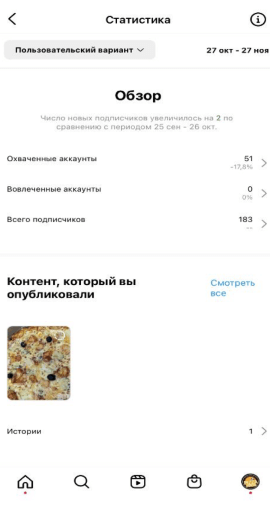 Статистика
Пользовательский вариант
27 окт - 27 ноя
Обзор
Число новых подписчиков увеличилось на 2 по
сравнению с периодом 25 сен - 26 окт.
Охваченные аккаунты
51
-17,8%
Вовлеченные аккаунты
0
0%
Всего подписчиков
183
--
Контент, который вы
опубликовали
Смотреть
все
Истории
1